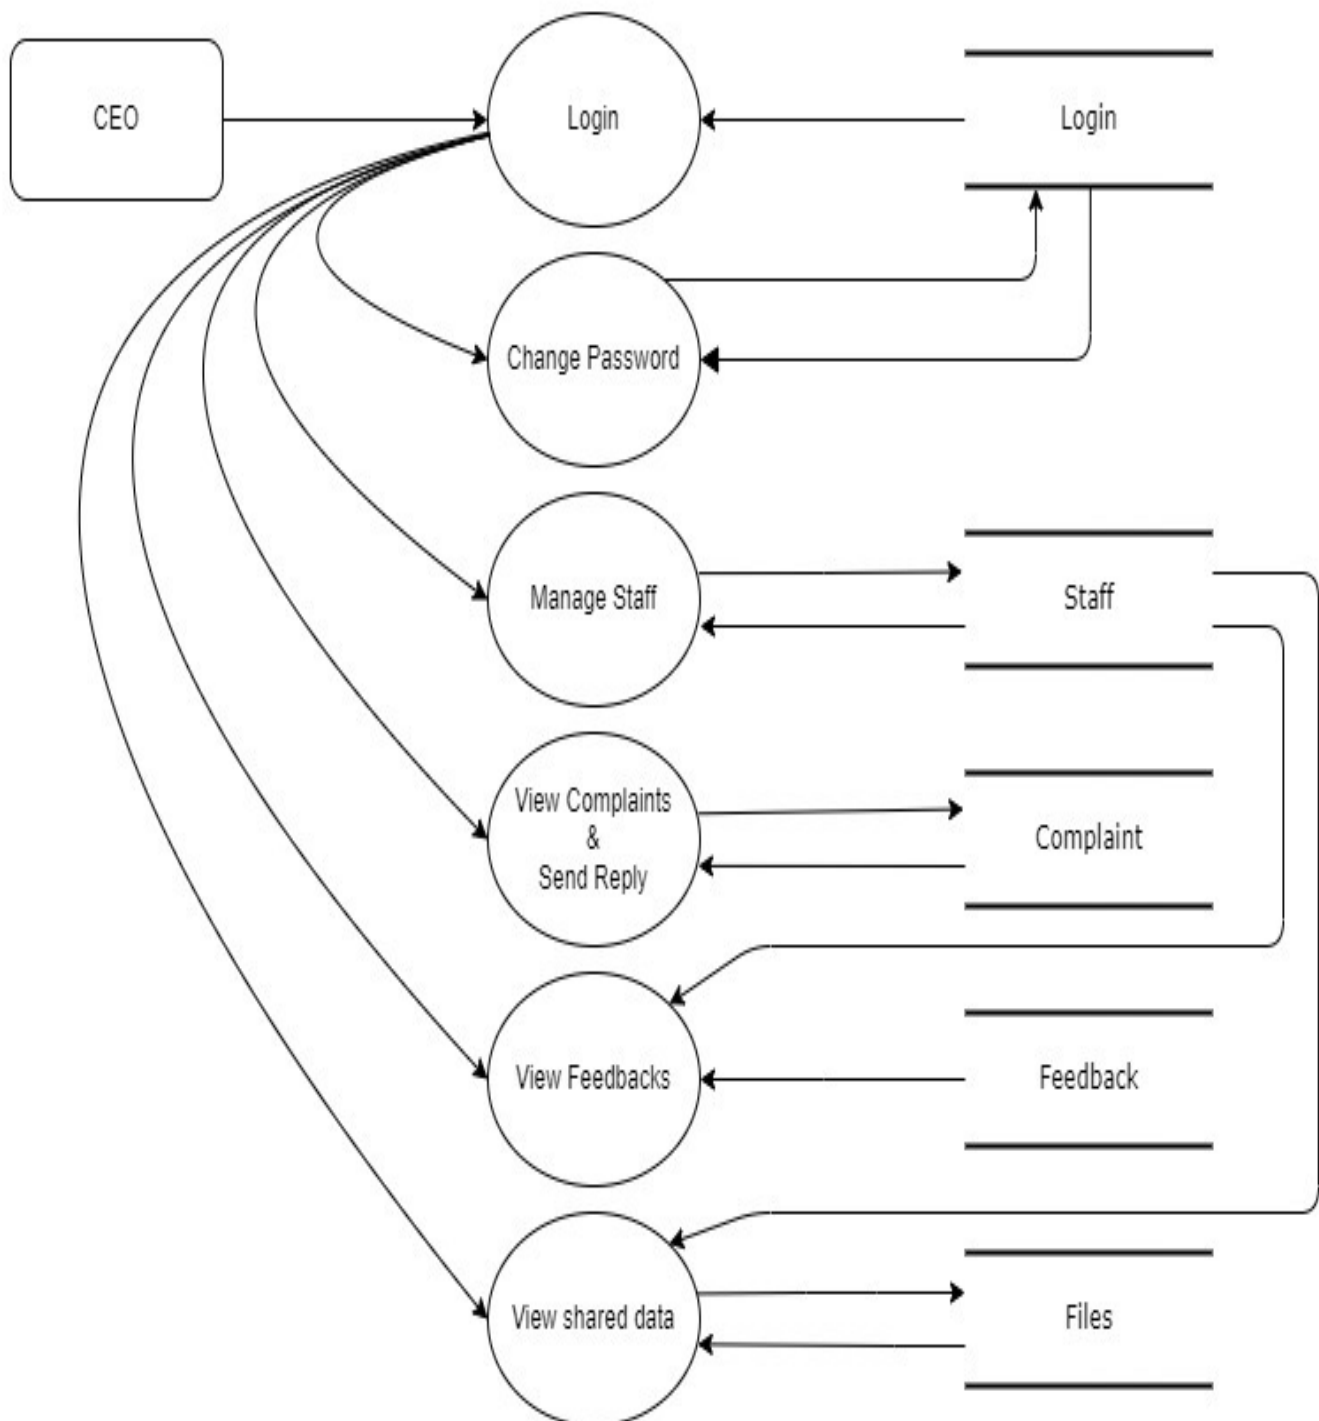 CEO
Login
Login
Change Password
Manage Staff
Staff
View Complaints
&
Send Reply
Complaint
View Feedbacks
Feedback
View shared data
Files